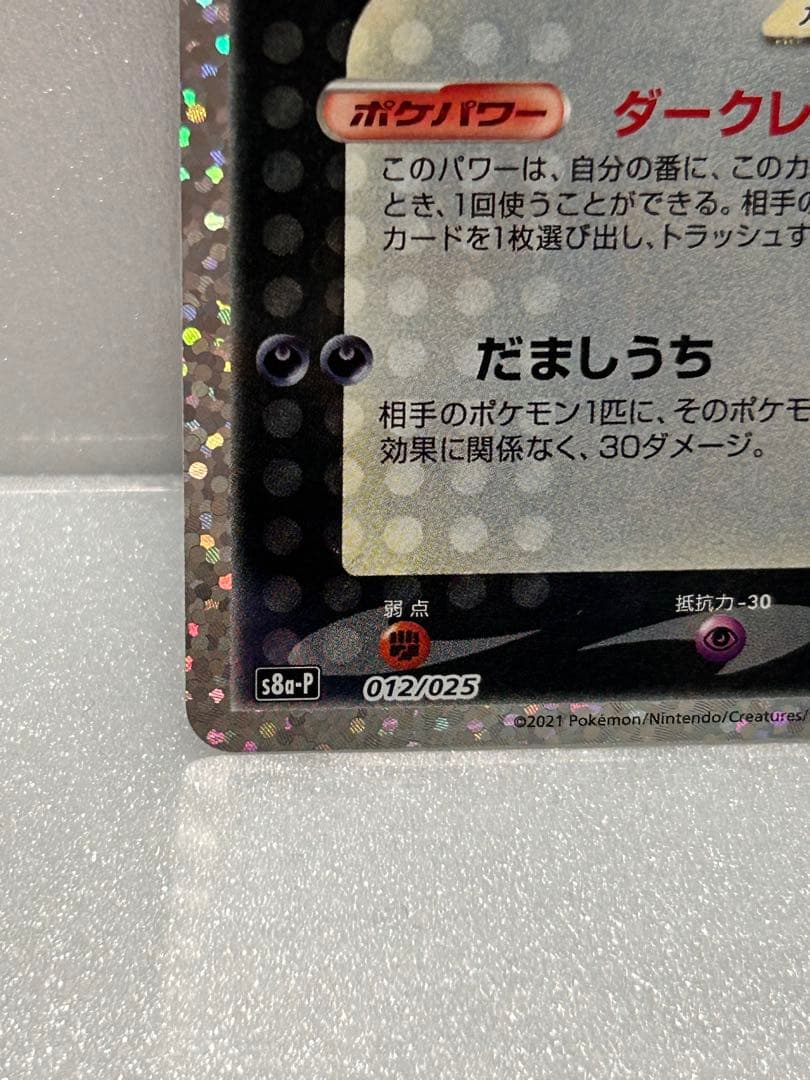 ポケパワー ダークレ
このパワーは、自分の番に、このカ
とき、1回使うことができる。相手の
カードを1枚選び出し、トラッシュす
だましうち
相手のポケモン1匹に、そのポケモ
効果に関係なく、30ダメージ。
弱点 抵抗力-30
s8a-P 012/025
©2021 Pokémon/Nintendo/Creatures/